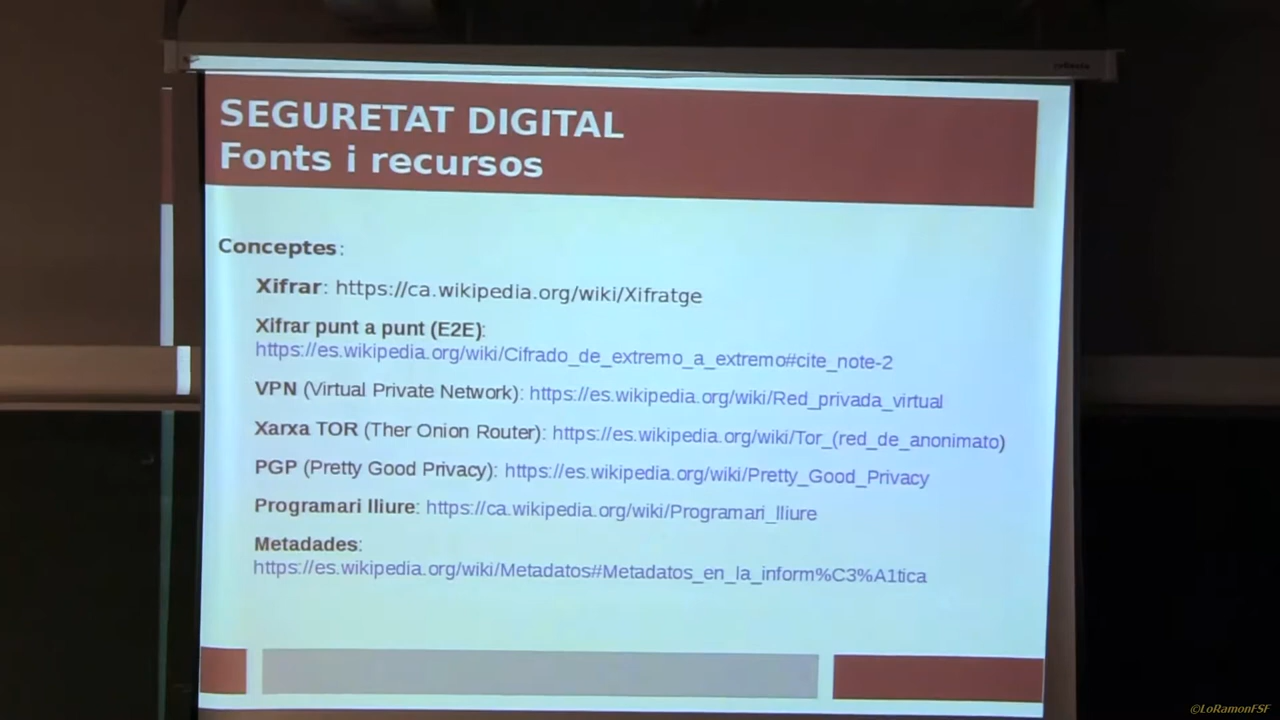 SEGURETAT DIGITAL
Fonts i recursos
Conceptes:
Xifrar: https://ca.wikipedia.org/wiki/Xifratge
Xifrar punt a punt (E2E):
https://es.wikipedia.org/wiki/Cifrado_de_extremo_a_extremo#cite_note-2
VPN (Virtual Private Network): https://es.wikipedia.org/wiki/Red_privada_virtual
Xarxa TOR (Ther Onion Router): https://es.wikipedia.org/wiki/Tor_(red_de_anonimato)
PGP (Pretty Good Privacy): https://es.wikipedia.org/wiki/Pretty_Good_Privacy
Programari lliure: https://ca.wikipedia.org/wiki/Programari_lliure
Metadades:
https://es.wikipedia.org/wiki/Metadatos#Metadatos_en_la_inform%C3%A1tica
©LoRamonFSF